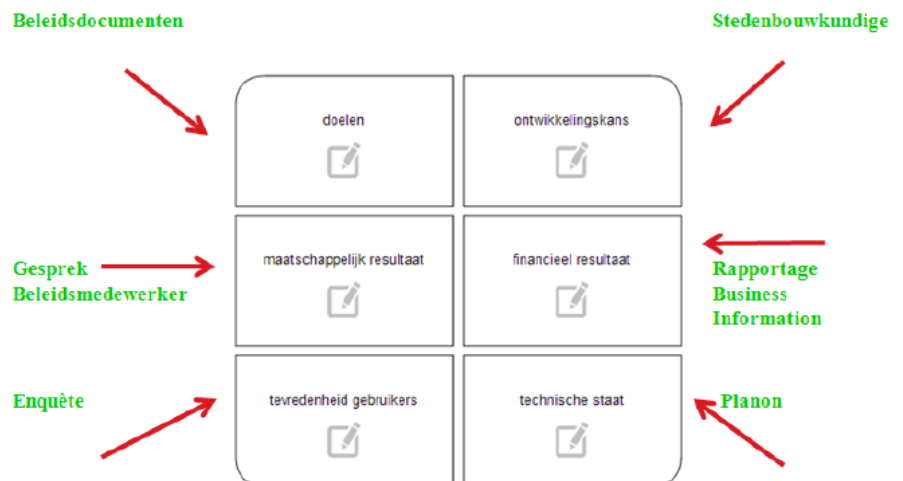 Beleidsdocumenten
Stedenbouwkundige
doelen
ontwikkelingskans
maatschappelijk resultaat
financieel resultaat
Gesprek
Beleidsmedewerker
Rapportage
Business
Information
Enquête
tevredenheid gebruikers
technische staat
Planon